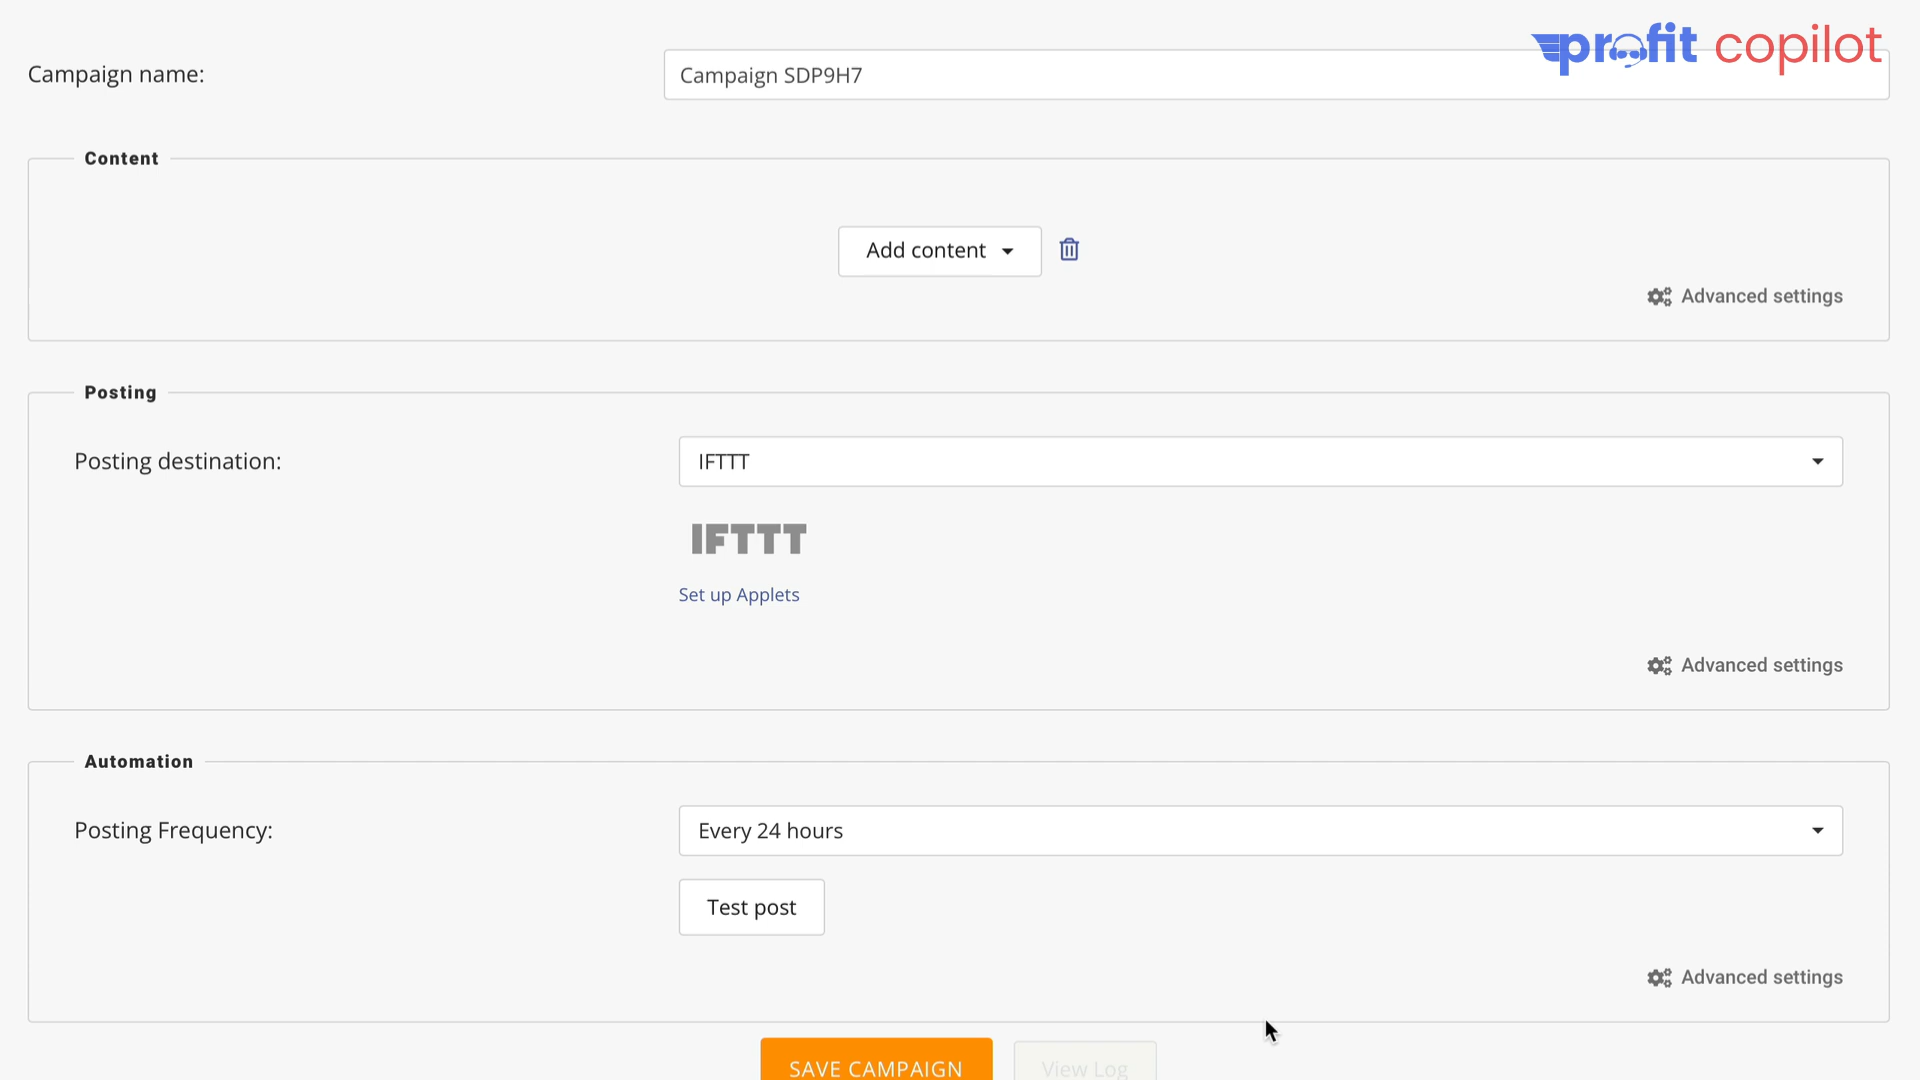 profit copilot
Campaign name:
Campaign SDP9H7
Content
Add content
Advanced settings
Posting
Posting destination:
IFTTT
IFTTT
Set up Applets
Advanced settings
Automation
Posting Frequency:
Every 24 hours
Test post
Advanced settings
SAVE CAMPAIGN
View Log